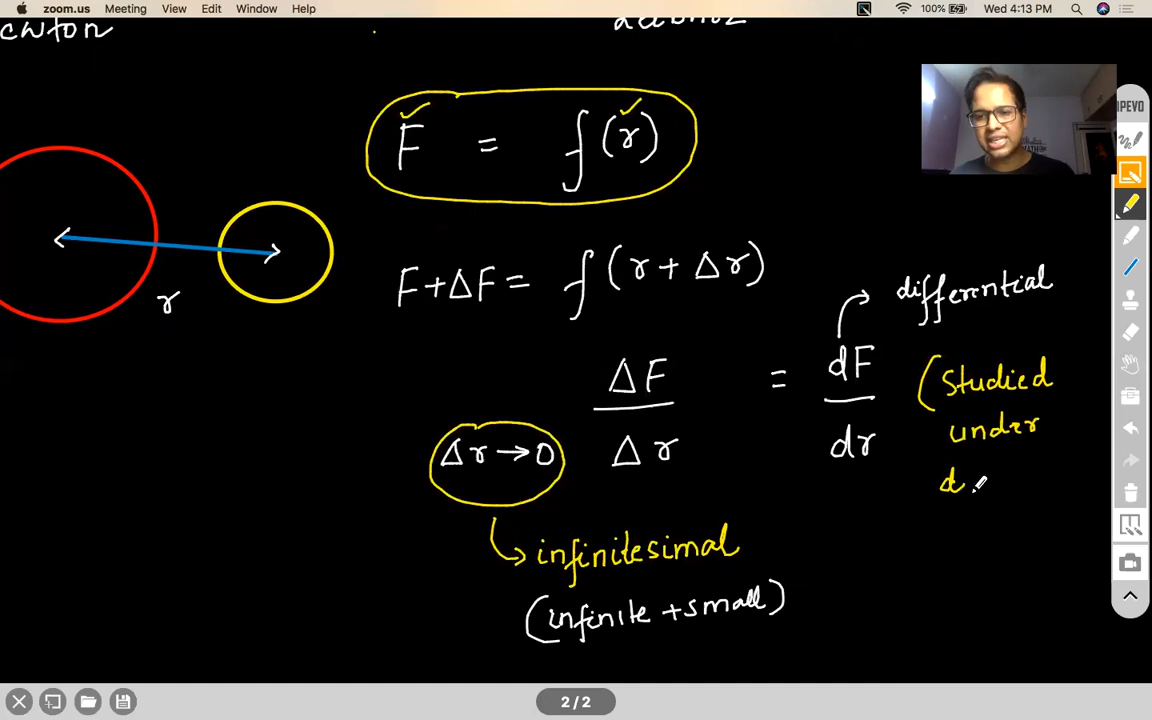 zoom.us Meeting View Edit Window Help 100% Wed 4:13 PM
F = f(r)
r
F+ΔF = f(r + Δr)
differential
ΔF = dF
Δr→0 Δr dr
(Studied
under
d
infinitesimal
(infinite + small)
IPEVO
2/2